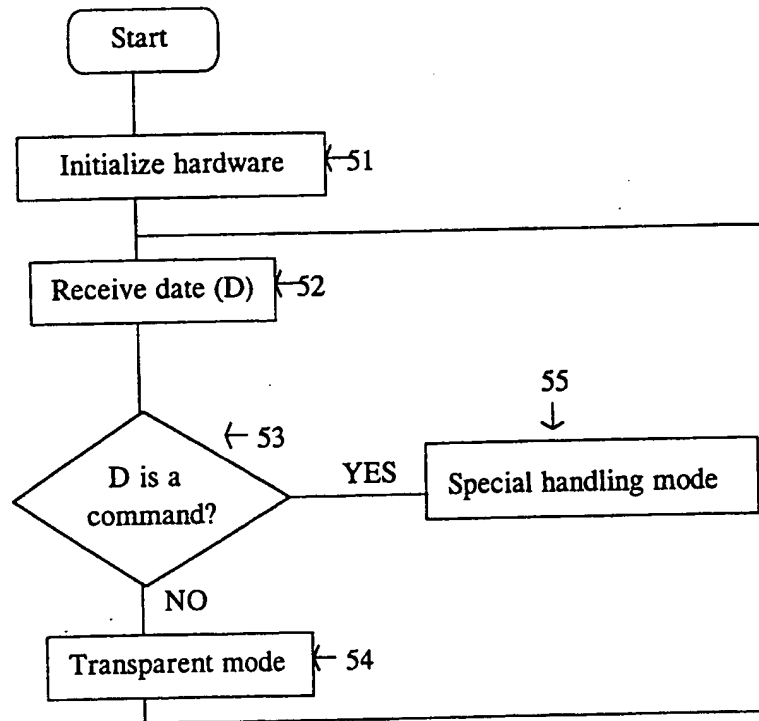 Start
Initialize hardware
51
Receive date (D)
52
55
53
D is a
command?
YES
Special handling mode
NO
Transparent mode
54